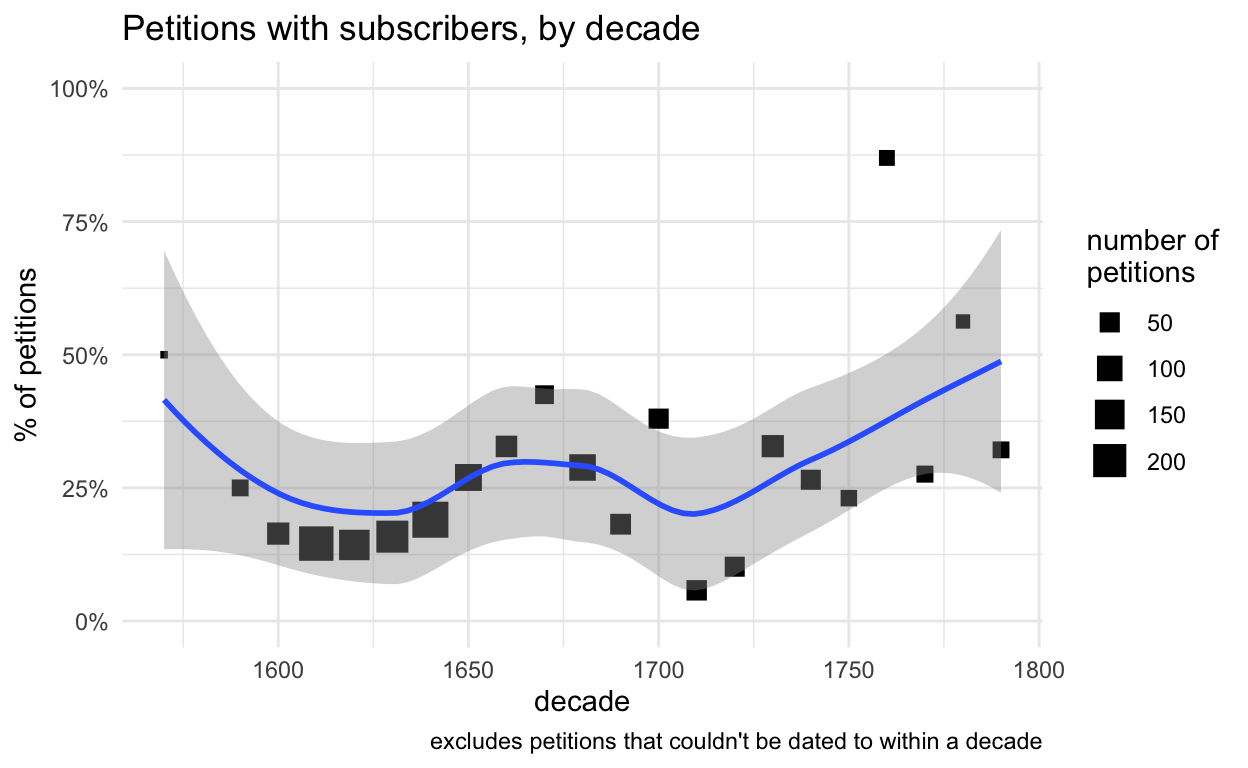 Petitions with subscribers, by decade
% of petitions
100%
75%
50%
25%
0%
1600 1650 1700 1750 1800
decade
number of
petitions
50
100
150
200
excludes petitions that couldn't be dated to within a decade